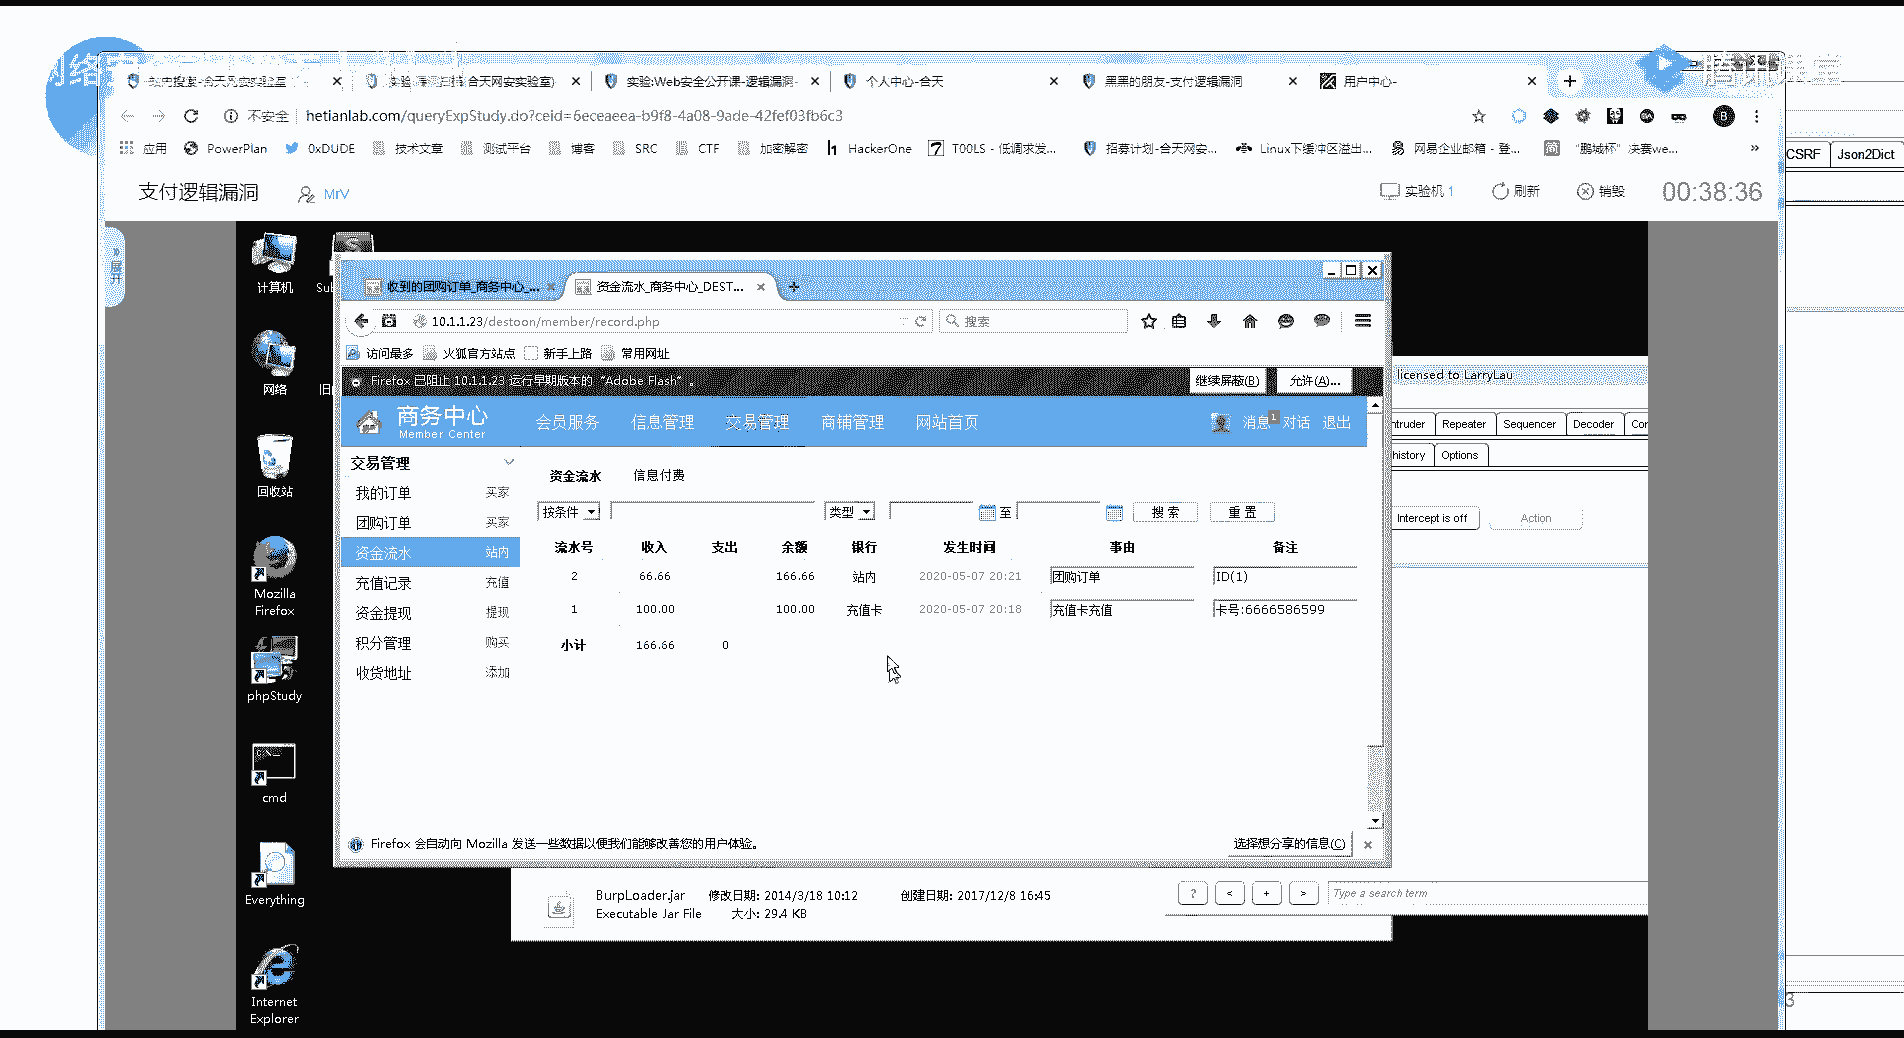 合天网安实验室)
实验:Web安全公开课-逻辑漏洞-
个人中心-合天
黑黑的朋友-支付逻辑漏洞
用户中心-
不安全 hetianlab.com/queryExpStudy.do?ceid=6eceaeea-b9f8-4a08-9ade-42fef03fb6c3
应用 PowerPlan 0xDUDE 技术文章 测试平台 博客 SRC CTF 加密解密 HackerOne T00LS - 低调求发... 招募计划-合天网安... Linux下缓冲区溢出... 网易企业邮箱 - 登... “鹏城杯”决赛we... »
CSRF Json2Dict
支付逻辑漏洞 MrV 实验机 1 刷新 销毁 00:38:36
展开
计算机
网络
回收站
Mozilla
Firefox
phpStudy
cmd
Everything
Internet
Explorer
收到的团购订单_商务中心_...
资金流水_商务中心_DEST...
10.1.1.23/destoon/member/record.php
搜索
访问最多 火狐官方站点 新手上路 常用网址
Firefox 已阻止 10.1.1.23 运行早期版本的 “Adobe Flash” 。 继续屏蔽(B) 允许(A)...
licensed to LarryLau
商务中心
Member Center
会员服务 信息管理 交易管理 商铺管理 网站首页 消息 1 对话 退出
ntruder Repeater Sequencer Decoder Cor
history Options
Intercept is off Action
交易管理
我的订单 买家
团购订单 买家
资金流水 站内
充值记录 充值
资金提现 提现
积分管理 购买
收货地址 添加
资金流水 信息付费
按条件 类型 至 搜 索 重 置
流水号 收入 支出 余额 银行 发生时间 事由 备注
2 66.66 166.66 站内 2020-05-07 20:21 团购订单 ID(1)
1 100.00 100.00 充值卡 2020-05-07 20:18 充值卡充值 卡号:6666586599
小计 166.66 0
Firefox 会自动向 Mozilla 发送一些数据以便我们能够改善您的用户体验。 选择想分享的信息(C)
BurpLoader.jar 修改日期: 2014/3/18 10:12 创建日期: 2017/12/8 16:45
Executable Jar File 大小: 29.4 KB
? < + > Type a search term